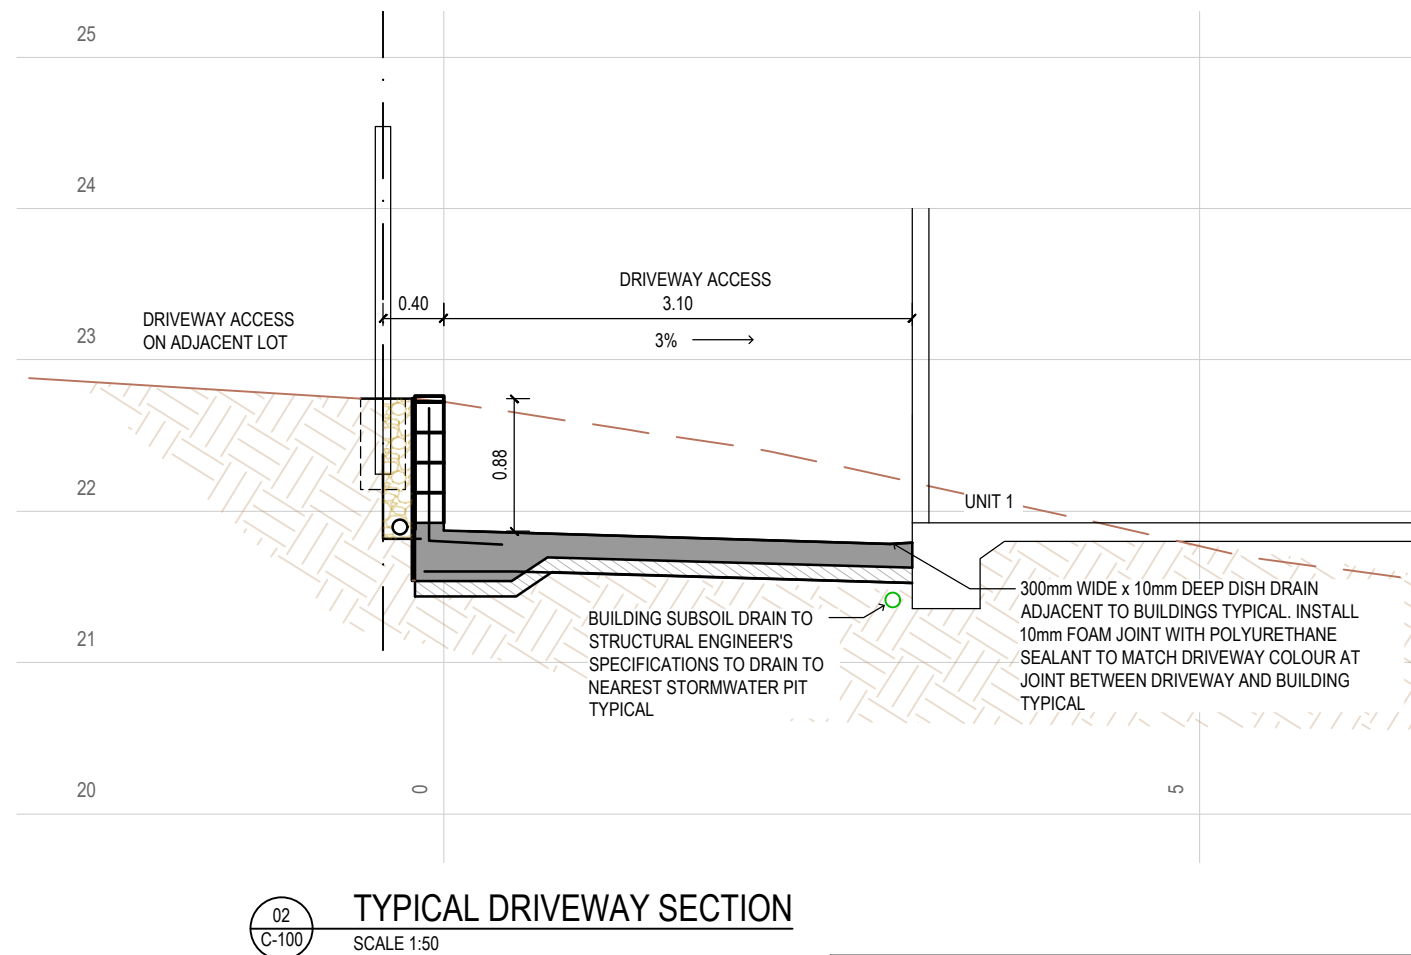 25
24
DRIVEWAY ACCESS
0.40
3.10
DRIVEWAY ACCESS
ON ADJACENT LOT
23
3%
0.88
22
UNIT 1
300mm WIDE x 10mm DEEP DISH DRAIN
ADJACENT TO BUILDINGS TYPICAL. INSTALL
10mm FOAM JOINT WITH POLYURETHANE
SEALANT TO MATCH DRIVEWAY COLOUR AT
JOINT BETWEEN DRIVEWAY AND BUILDING
TYPICAL
BUILDING SUBSOIL DRAIN TO
STRUCTURAL ENGINEER'S
SPECIFICATIONS TO DRAIN TO
NEAREST STORMWATER PIT
TYPICAL
21
20
0
5
02
C-100
TYPICAL DRIVEWAY SECTION
SCALE 1:50